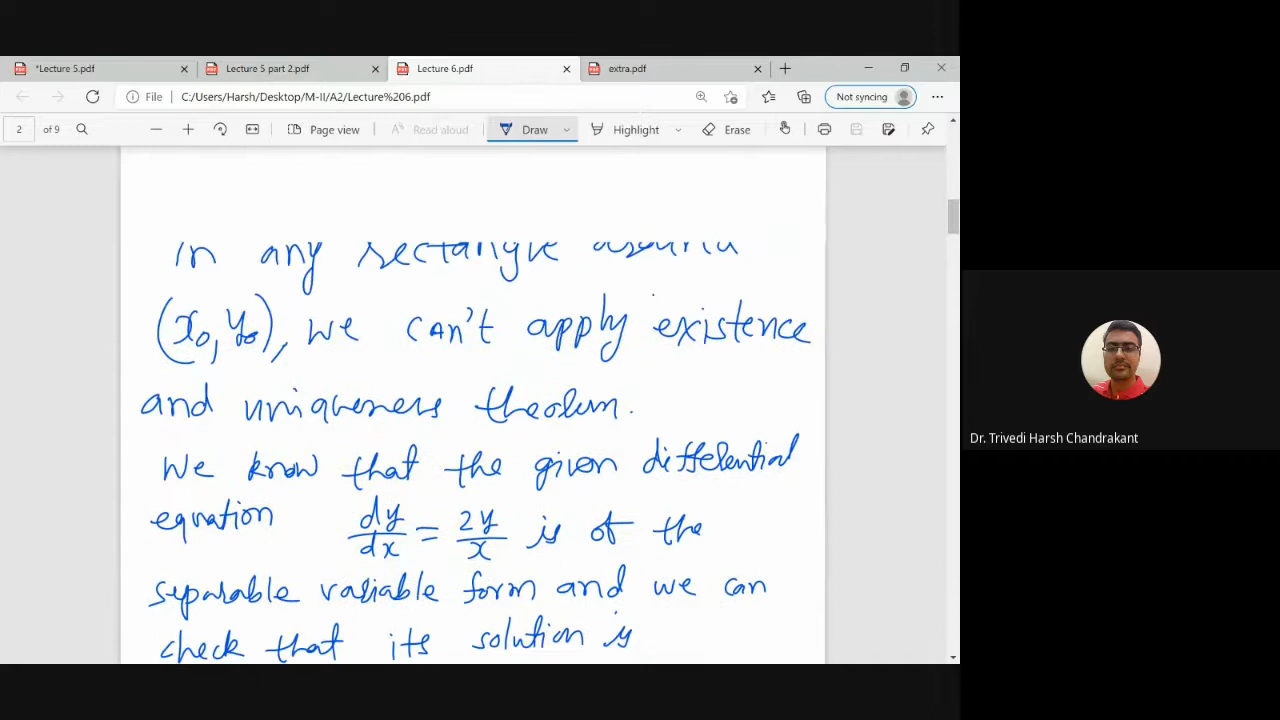 *Lecture 5.pdf
Lecture 5 part 2.pdf
Lecture 6.pdf
extra.pdf
File
C:/Users/Harsh/Desktop/M-II/A2/Lecture%206.pdf
Not syncing
2 of 9
Page view
Read aloud
Draw
Highlight
Erase
in any rectangle around
(x₀, y₀), we can't apply existence
and uniqueness theorem.
We know that the given differential
equation dy/dx = 2y/x is of the
separable variable form and we can
check that its solution is
Dr. Trivedi Harsh Chandrakant